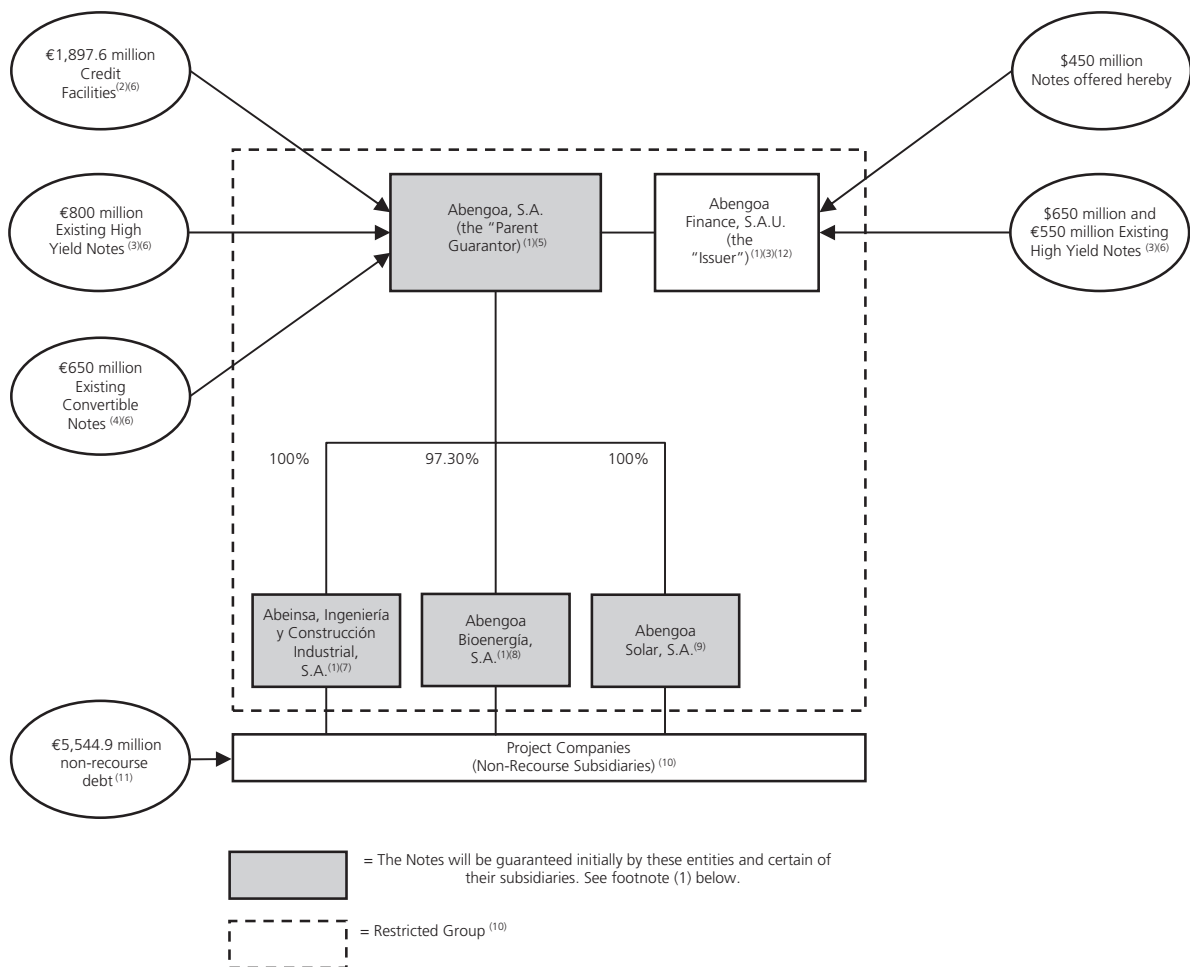 €1,897.6 million
Credit
Facilities(2)(6)
$450 million
Notes offered hereby
€800 million
Existing High
Yield Notes (3)(6)
Abengoa, S.A.
(the “Parent
Guarantor) (1)(5)
Abengoa
Finance, S.A.U.
(the
“Issuer”)(1)(3)(12)
$650 million and
€550 million Existing
High Yield Notes (3)(6)
€650 million
Existing
Convertible
Notes (4)(6)
100%
97.30%
100%
Abeinsa, Ingeniería
y Construcción
Industrial,
S.A.(1)(7)
Abengoa
Bioenergía,
S.A.(1)(8)
Abengoa
Solar, S.A.(9)
€5,544.9 million
non-recourse
debt (11)
Project Companies
(Non-Recourse Subsidiaries) (10)
= The Notes will be guaranteed initially by these entities and certain of
their subsidiaries. See footnote (1) below.
= Restricted Group (10)